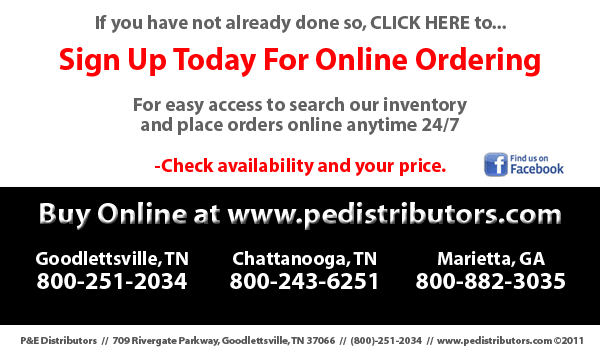 If you have not already done so, CLICK HERE to...
Sign Up Today For Online Ordering
For easy access to search our inventory
and place orders online anytime 24/7
-Check availability and your price.
f Find us on
Facebook
Buy Online at www.pedistributors.com
Goodlettsville, TN
800-251-2034
Chattanooga, TN
800-243-6251
Marietta, GA
800-882-3035
P&E Distributors // 709 Rivergate Parkway, Goodlettsville, TN 37066 // (800)-251-2034 // www.pedistributors.com ©2011